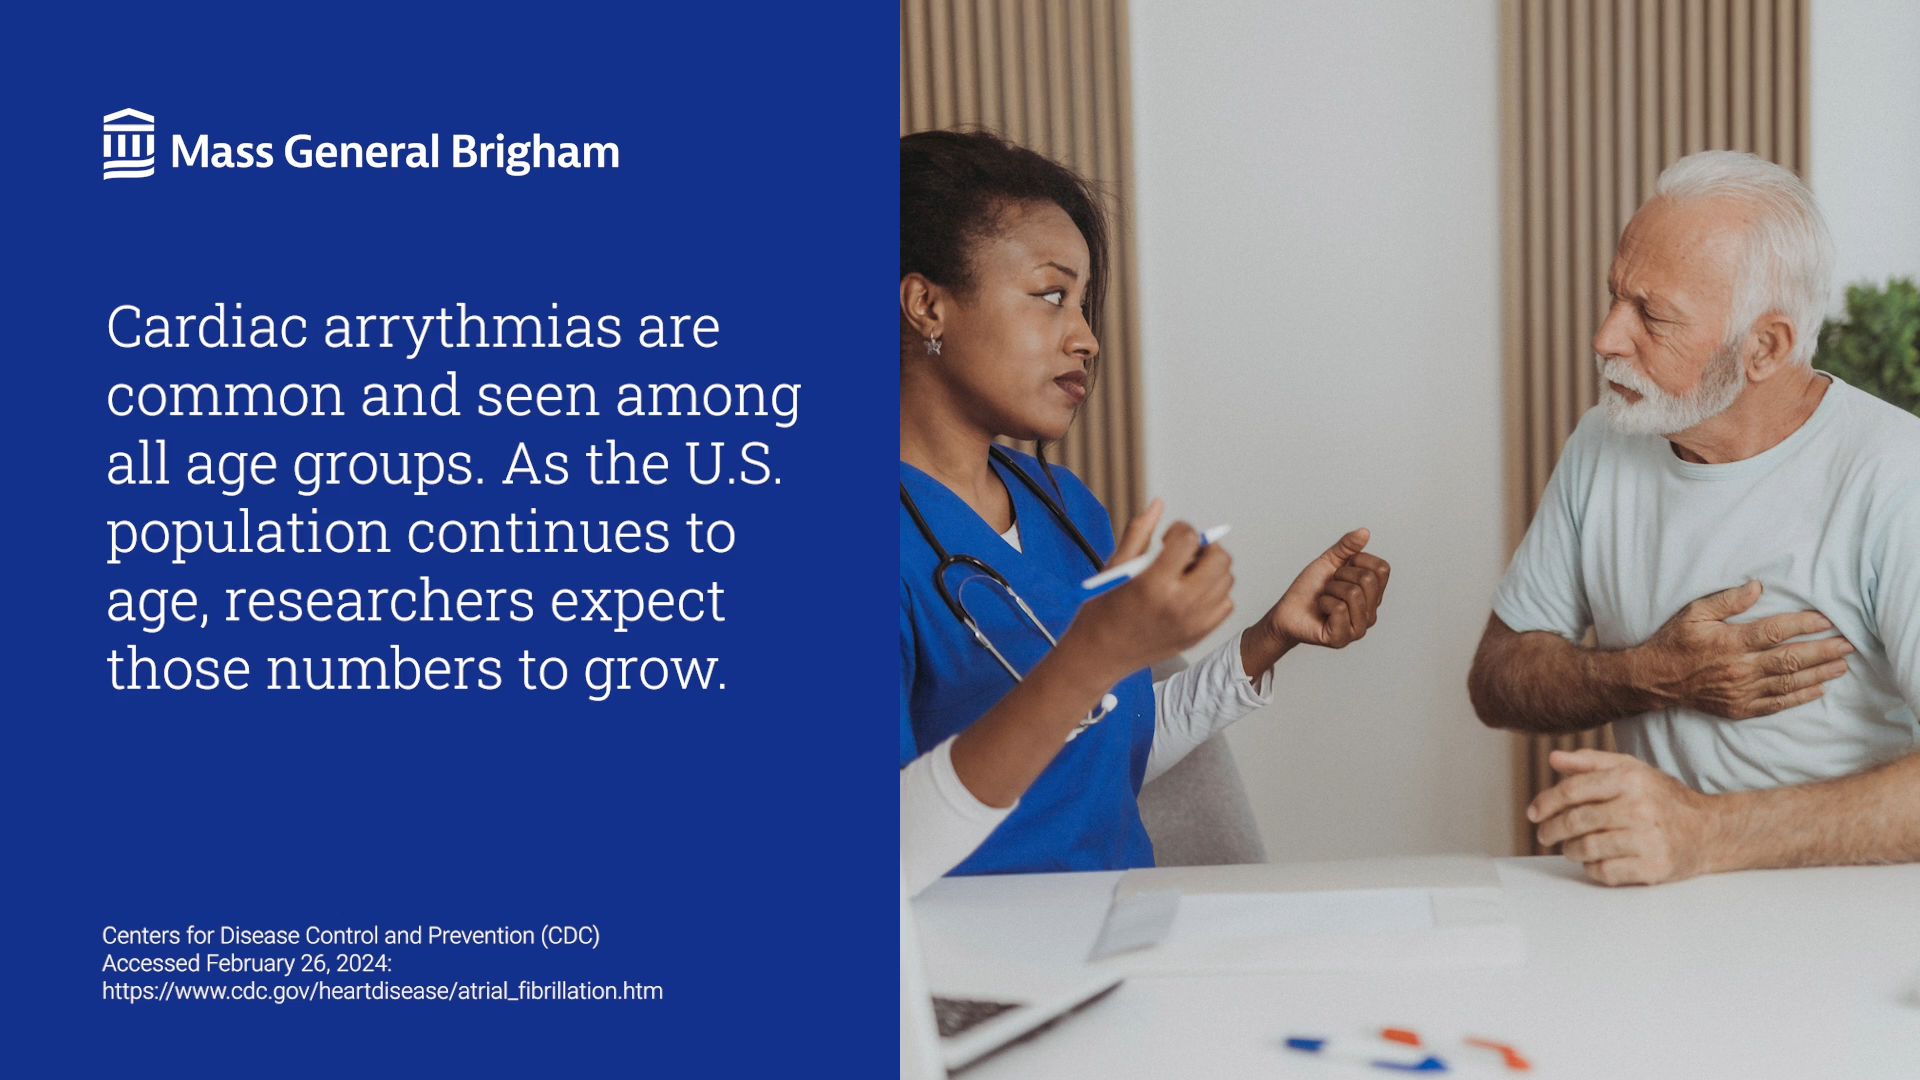 Mass General Brigham
Cardiac arrythmias are
common and seen among
all age groups. As the U.S.
population continues to
age, researchers expect
those numbers to grow.
Centers for Disease Control and Prevention (CDC)
Accessed February 26, 2024:
https://www.cdc.gov/heartdisease/atrial_fibrillation.htm